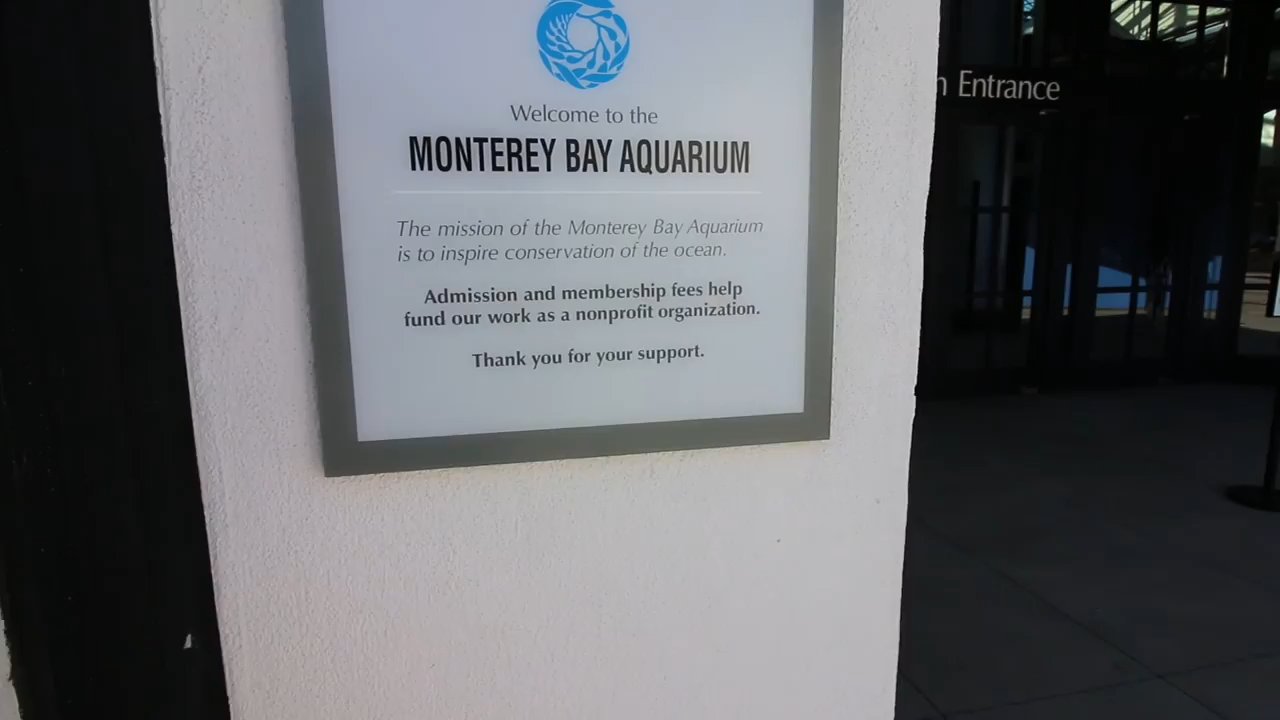 Welcome to the
MONTEREY BAY AQUARIUM
The mission of the Monterey Bay Aquarium
is to inspire conservation of the ocean.
Admission and membership fees help
fund our work as a nonprofit organization.
Thank you for your support.
Entrance